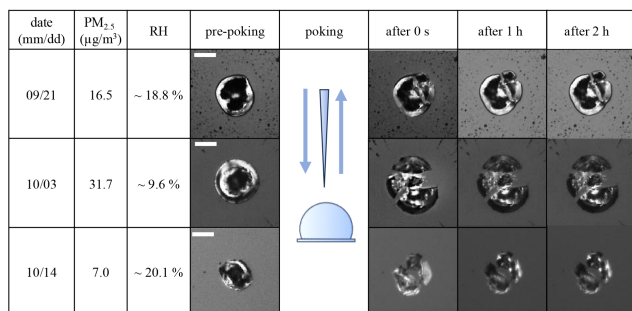 date (mm/dd) PM2.5 (µg/m³) RH pre-poking poking after 0 s after 1 h after 2 h
09/21 16.5 ~ 18.8 %
10/03 31.7 ~ 9.6 %
10/14 7.0 ~ 20.1 %